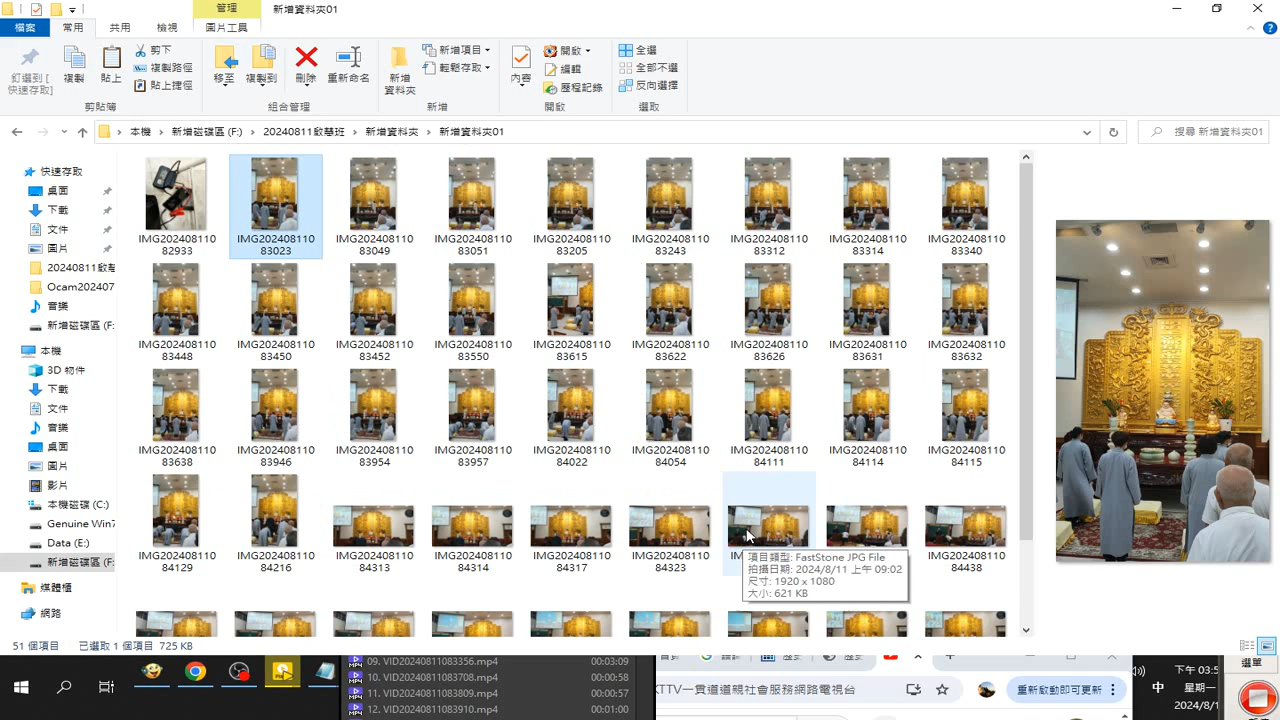 管理
新增資料夾01
檔案
常用
共用
檢視
圖片工具
釘選到 [
快速存取]
複製
貼上
剪下
複製路徑
貼上捷徑
移至
複製到
刪除
重新命名
新增
資料夾
新增項目
輕鬆存取
內容
開啟
編輯
歷程記錄
全選
全部不選
反向選擇
剪貼簿
組合管理
新增
開啟
選取
本機 > 新增磁碟區 (F:) > 20240811啟華班 > 新增資料夾 > 新增資料夾01
搜尋 新增資料夾01
快速存取
桌面
下載
文件
圖片
Ocam202407
音樂
新增磁碟區 (F:
本機
3D 物件
下載
文件
音樂
桌面
圖片
影片
本機磁碟 (C:)
Genuine Win7
Data (E:)
新增磁碟區 (F:
媒體櫃
網路
IMG20240811082933
IMG20240811083023
IMG20240811083049
IMG20240811083051
IMG20240811083205
IMG20240811083243
IMG20240811083312
IMG20240811083314
IMG20240811083340
IMG20240811083448
IMG20240811083450
IMG20240811083452
IMG20240811083550
IMG20240811083615
IMG20240811083622
IMG20240811083626
IMG20240811083631
IMG20240811083632
IMG20240811083638
IMG20240811083946
IMG20240811083954
IMG20240811083957
IMG20240811084022
IMG20240811084054
IMG20240811084111
IMG20240811084114
IMG20240811084115
IMG20240811084129
IMG20240811084216
IMG20240811084313
IMG20240811084314
IMG20240811084317
IMG20240811084323
IMG20240811084438
項目類型: FastStone JPG File
拍攝日期: 2024/8/11 上午 09:02
尺寸: 1920 x 1080
大小: 621 KB
51 個項目 已選取 1 個項目 725 KB
09. VID20240811083356.mp4 00:03:09
10. VID20240811083708.mp4 00:00:58
11. VID20240811083809.mp4 00:00:57
12. VID20240811083910.mp4 00:01:00
TTV—一貫道道親社會服務網路電視台
重新啟動即可更新
中
下午 03:5
星期一
2024/8/1
選單